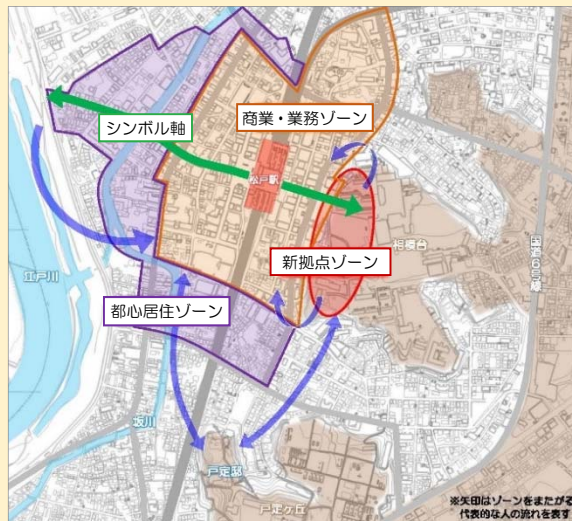 シンボル軸
商業・業務ゾーン
松戸駅
相模台
国道6号線
新拠点ゾーン
江戸川
都心居住ゾーン
坂川
戸定邸
戸定ヶ丘
※矢印はゾーンをまたがる
代表的な人の流れを表す